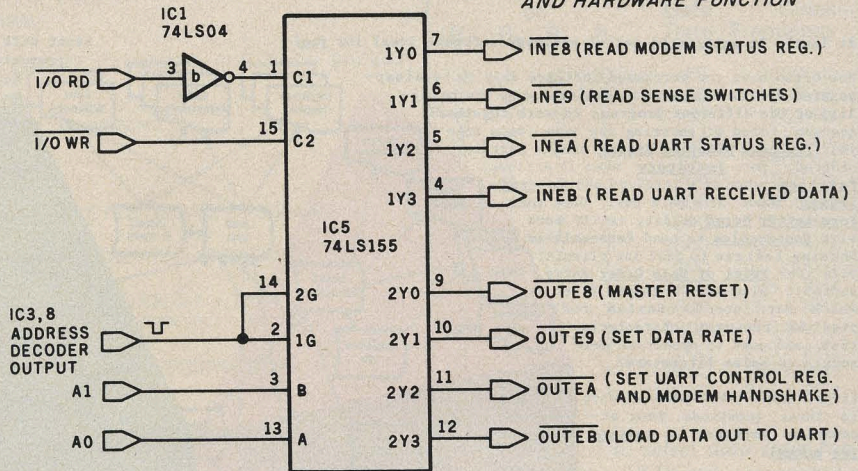 AND HARDWARE FUNCTION
IC1
74LS04
I/O RD
3
b
4
1
C1
I/O WR
15
C2
IC5
74LS155
1Y0
7
INE8 (READ MODEM STATUS REG.)
1Y1
6
INE9 (READ SENSE SWITCHES)
1Y2
5
INEA (READ UART STATUS REG.)
1Y3
4
INEB (READ UART RECEIVED DATA)
14
2G
2Y0
9
OUTE8 (MASTER RESET)
IC3,8
ADDRESS
DECODER
OUTPUT
2
1G
2Y1
10
OUTE9 (SET DATA RATE)
A1
3
B
2Y2
11
OUTEA (SET UART CONTROL REG.
AND MODEM HANDSHAKE)
A0
13
A
2Y3
12
OUTEB (LOAD DATA OUT TO UART)